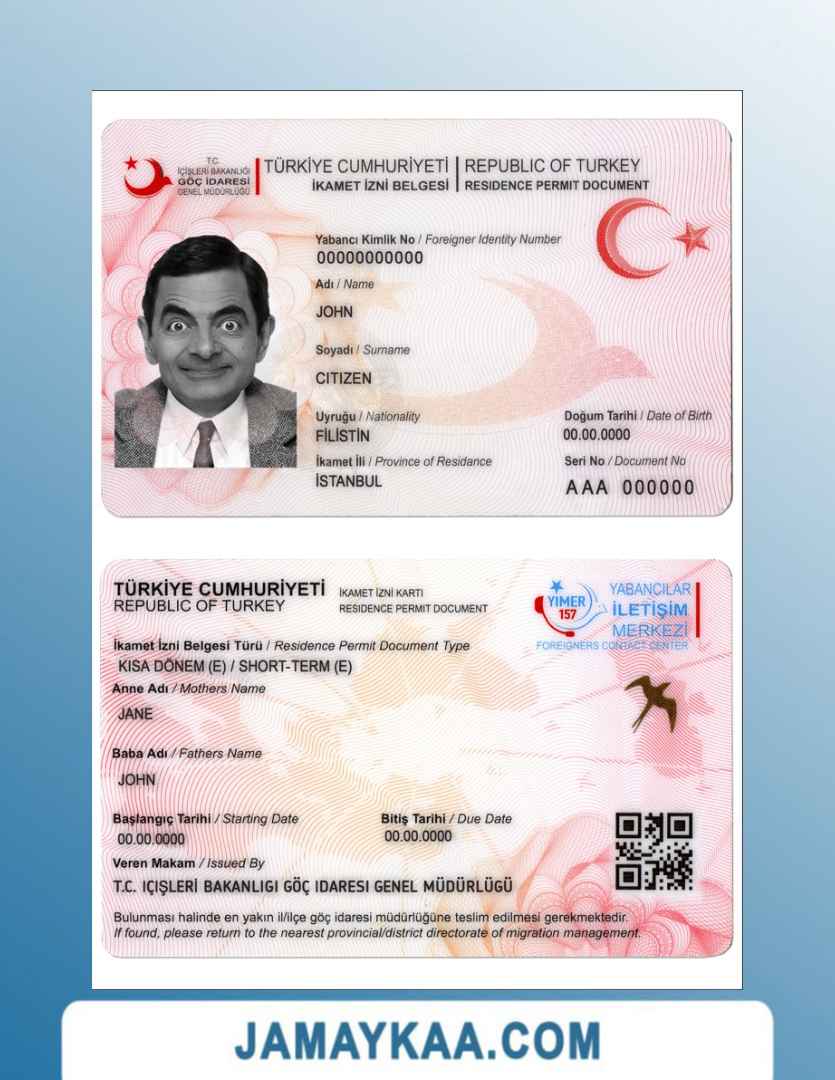 T.C.
İÇİŞLERİ BAKANLIĞI
GÖÇ İDARESİ
GENEL MÜDÜRLÜĞÜ
TÜRKİYE CUMHURİYETİ | REPUBLIC OF TURKEY
İKAMET İZNİ BELGESİ | RESIDENCE PERMIT DOCUMENT
Yabancı Kimlik No / Foreigner Identity Number
00000000000
Adı / Name
JOHN
Soyadı / Surname
CITIZEN
Uyruğu / Nationality
FİLİSTİN
Doğum Tarihi / Date of Birth
00.00.0000
İkamet İli / Province of Residance
İSTANBUL
Seri No / Document No
AAA 000000
TÜRKİYE CUMHURİYETİ
REPUBLIC OF TURKEY
İKAMET İZNİ KARTI
RESIDENCE PERMIT DOCUMENT
YIMER
157
YABANCILAR
İLETİŞİM
MERKEZİ
FOREIGNERS CONTACT CENTER
İkamet İzni Belgesi Türü / Residence Permit Document Type
KISA DÖNEM (E) / SHORT-TERM (E)
Anne Adı / Mothers Name
JANE
Baba Adı / Fathers Name
JOHN
Başlangıç Tarihi / Starting Date
00.00.0000
Bitiş Tarihi / Due Date
00.00.0000
Veren Makam / Issued By
T.C. IÇIŞLERİ BAKANLIGI GÖÇ IDARESI GENEL MÜDÜRLÜGÜ
Bulunması halinde en yakın il/ilçe göç idaresi müdürlüğüne teslim edilmesi gerekmektedir.
If found, please return to the nearest provincial/district directorate of migration management.
JAMAYKAA.COM